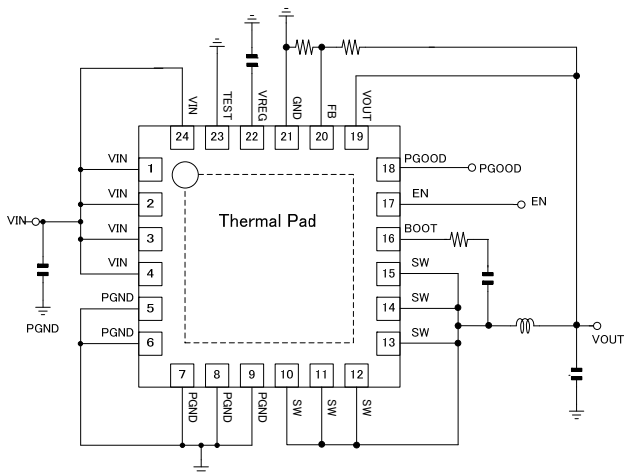 VIN
TEST
VREG
GND
FB
VOUT
24
23
22
21
20
19
VIN
1
VIN
2
VIN
3
VIN
4
PGND
5
PGND
6
VIN
PGND
Thermal Pad
18
PGOOD
PGOOD
17
EN
EN
16
BOOT
15
SW
14
SW
13
SW
VOUT
7
8
9
10
11
12
PGND
PGND
PGND
SW
SW
SW